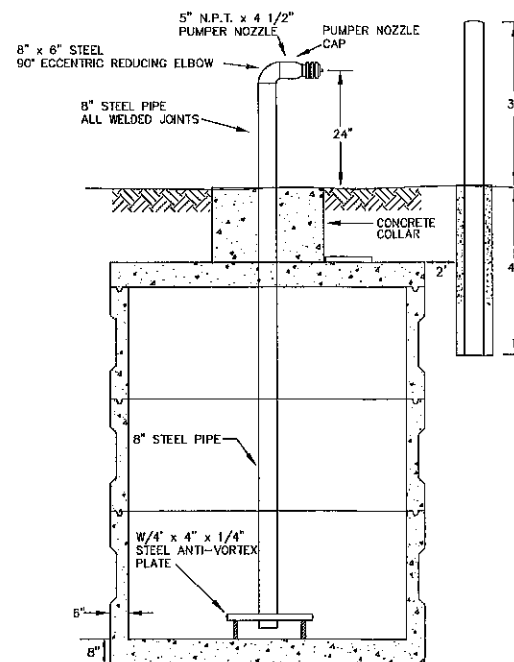 5" N.P.T. x 4 1/2"
PUMPER NOZZLE
PUMPER NOZZLE
CAP
8" x 6" STEEL
90° ECCENTRIC REDUCING ELBOW
8" STEEL PIPE
ALL WELDED JOINTS
24"
3
CONCRETE
COLLAR
2'
4
8" STEEL PIPE
W/4' x 4" x 1/4"
STEEL ANTI-VORTEX
PLATE
6"
8"